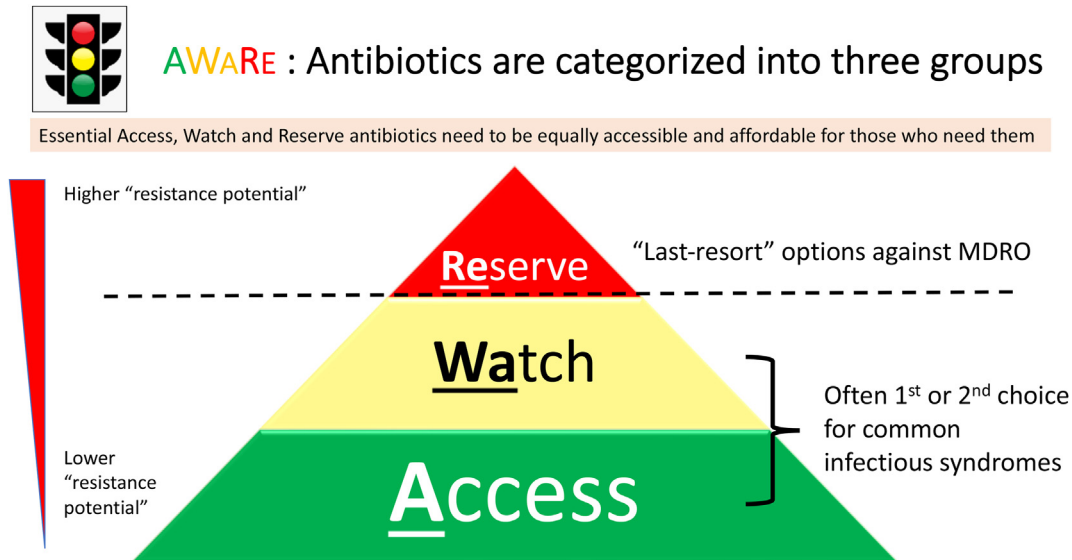 AWARE : Antibiotics are categorized into three groups
Essential Access, Watch and Reserve antibiotics need to be equally accessible and affordable for those who need them
Higher “resistance potential”
“Last-resort” options against MDRO
Reserve
Watch
Often 1st or 2nd choice
for common
infectious syndromes
Lower
“resistance
potential”
Access